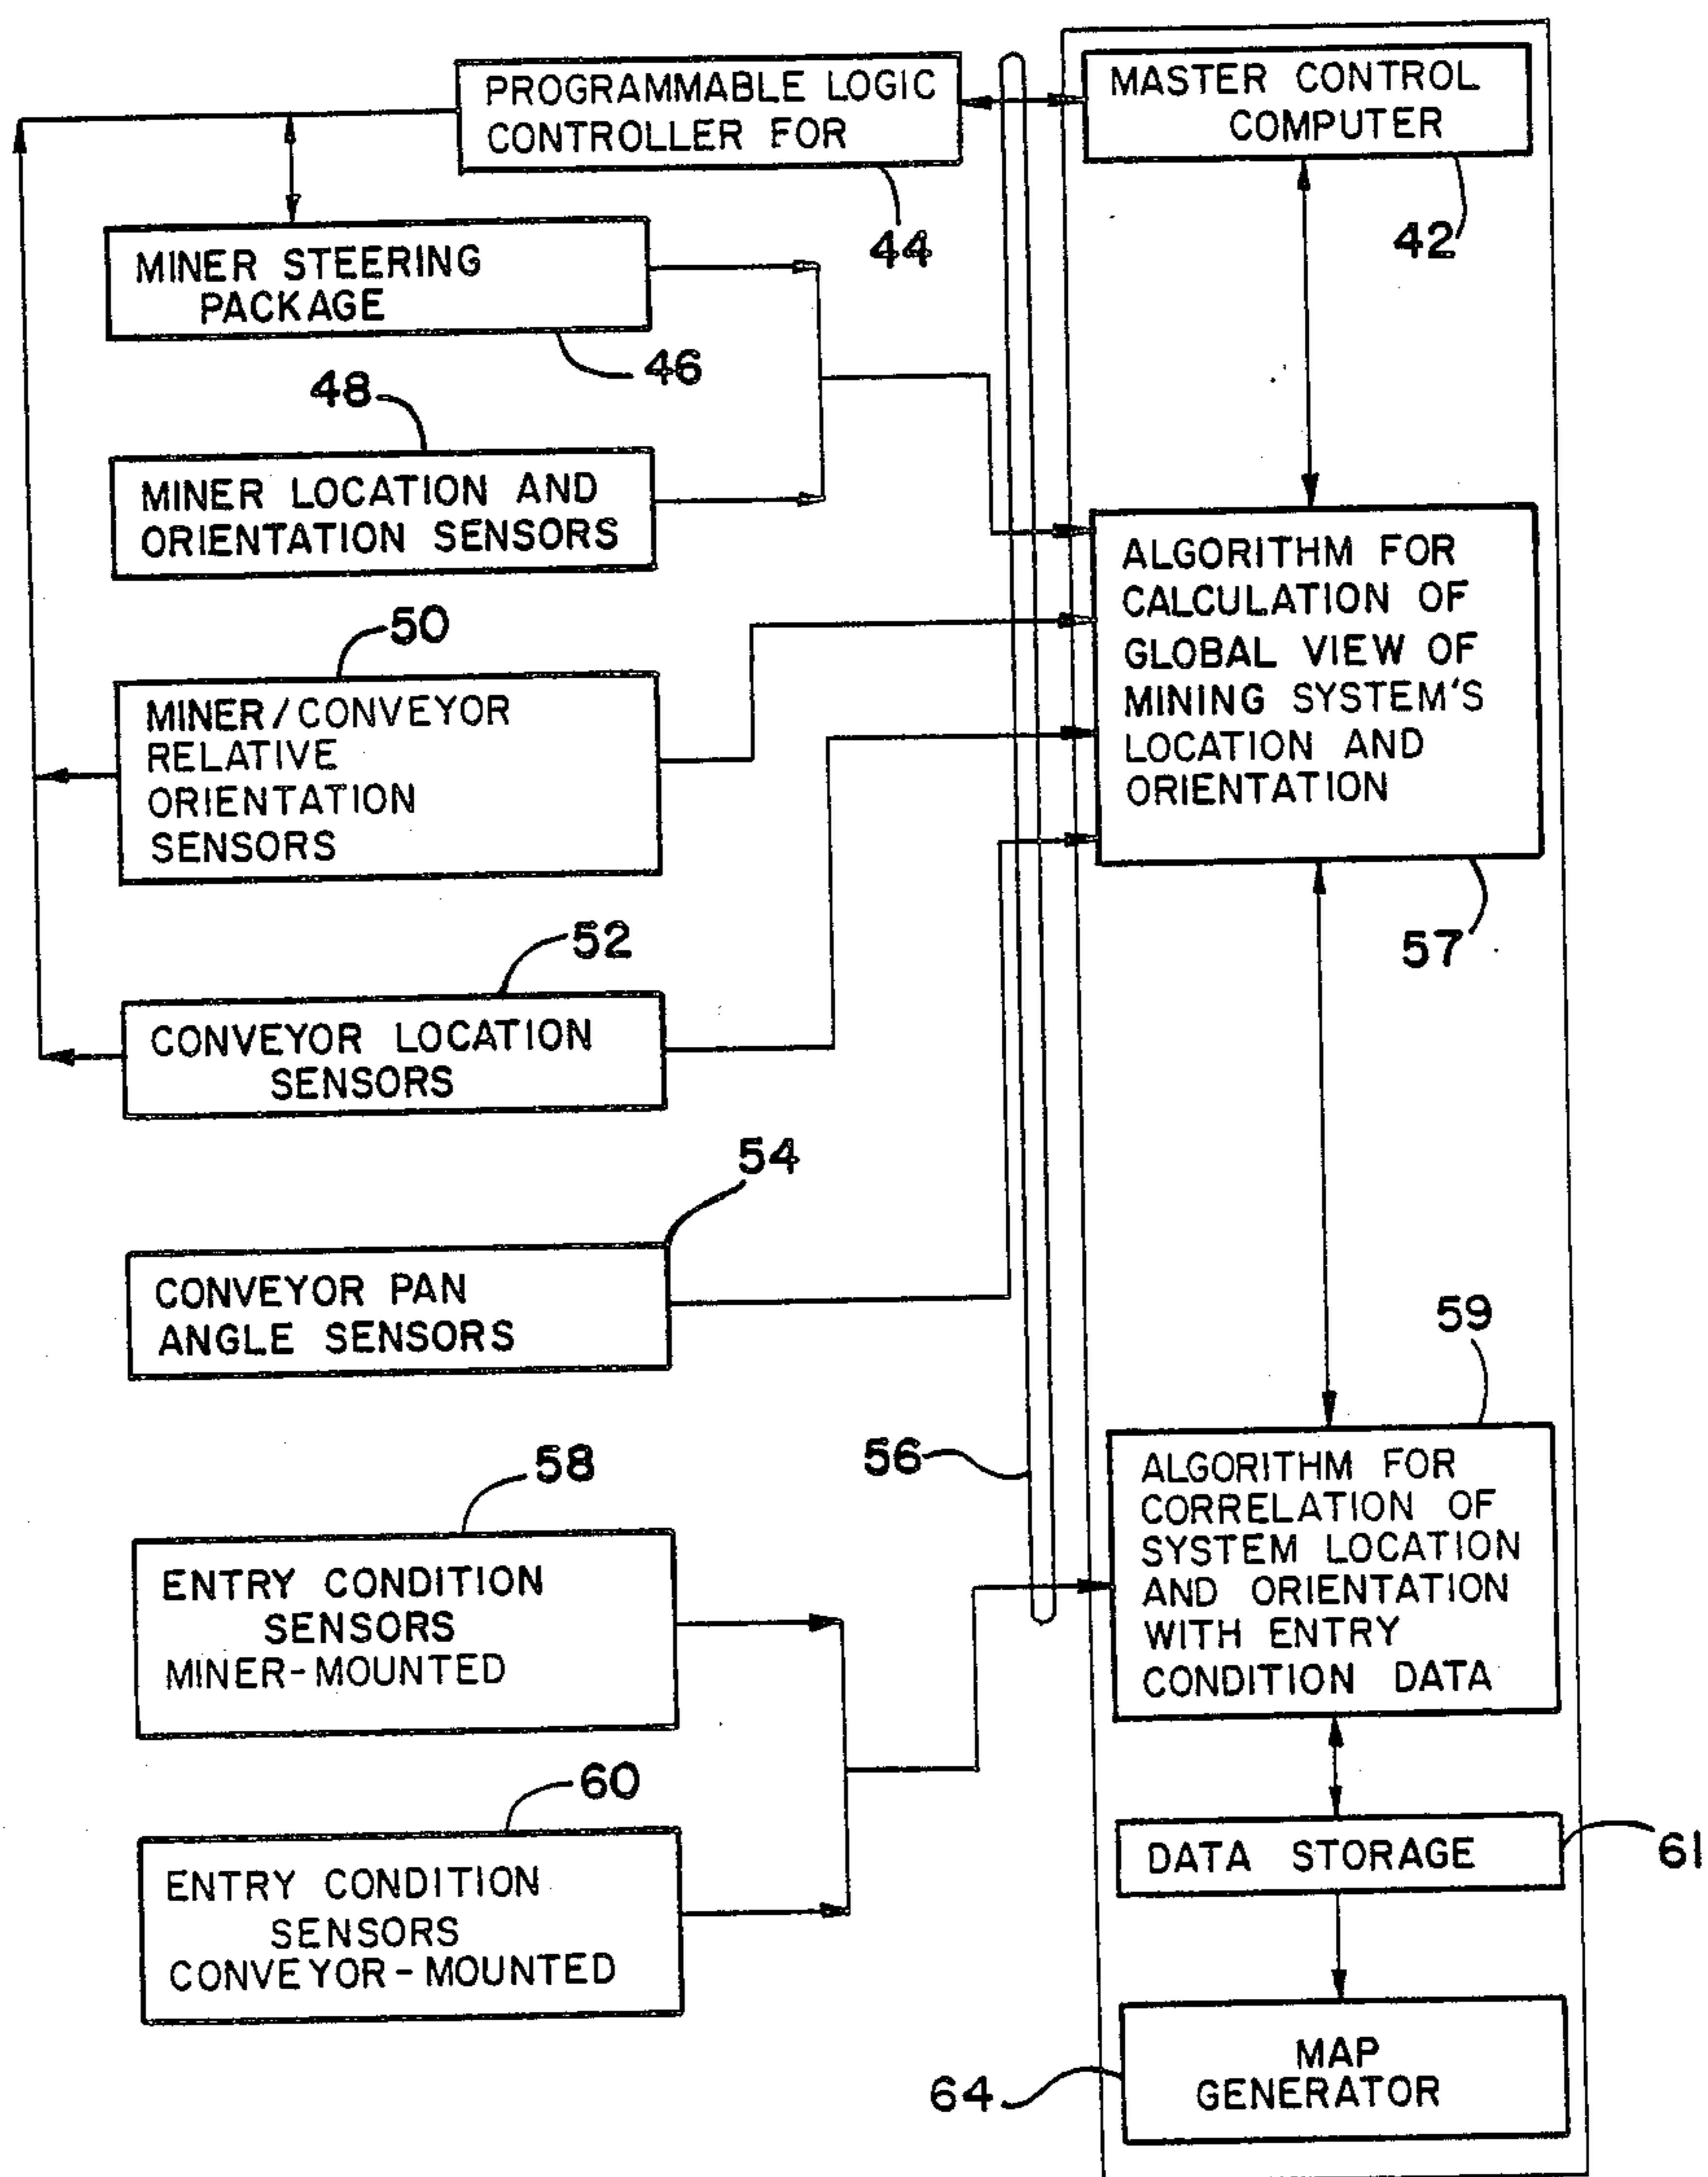 PROGRAMMABLE LOGIC
CONTROLLER FOR
44
MASTER CONTROL
COMPUTER
42
MINER STEERING
PACKAGE
46
48
MINER LOCATION AND
ORIENTATION SENSORS
ALGORITHM FOR
CALCULATION OF
GLOBAL VIEW OF
MINING SYSTEM'S
LOCATION AND
ORIENTATION
57
50
MINER/CONVEYOR
RELATIVE
ORIENTATION
SENSORS
52
CONVEYOR LOCATION
SENSORS
54
CONVEYOR PAN
ANGLE SENSORS
56
59
ALGORITHM FOR
CORRELATION OF
SYSTEM LOCATION
AND ORIENTATION
WITH ENTRY
CONDITION DATA
58
ENTRY CONDITION
SENSORS
MINER-MOUNTED
60
ENTRY CONDITION
SENSORS
CONVEYOR-MOUNTED
DATA STORAGE
61
MAP
GENERATOR
64